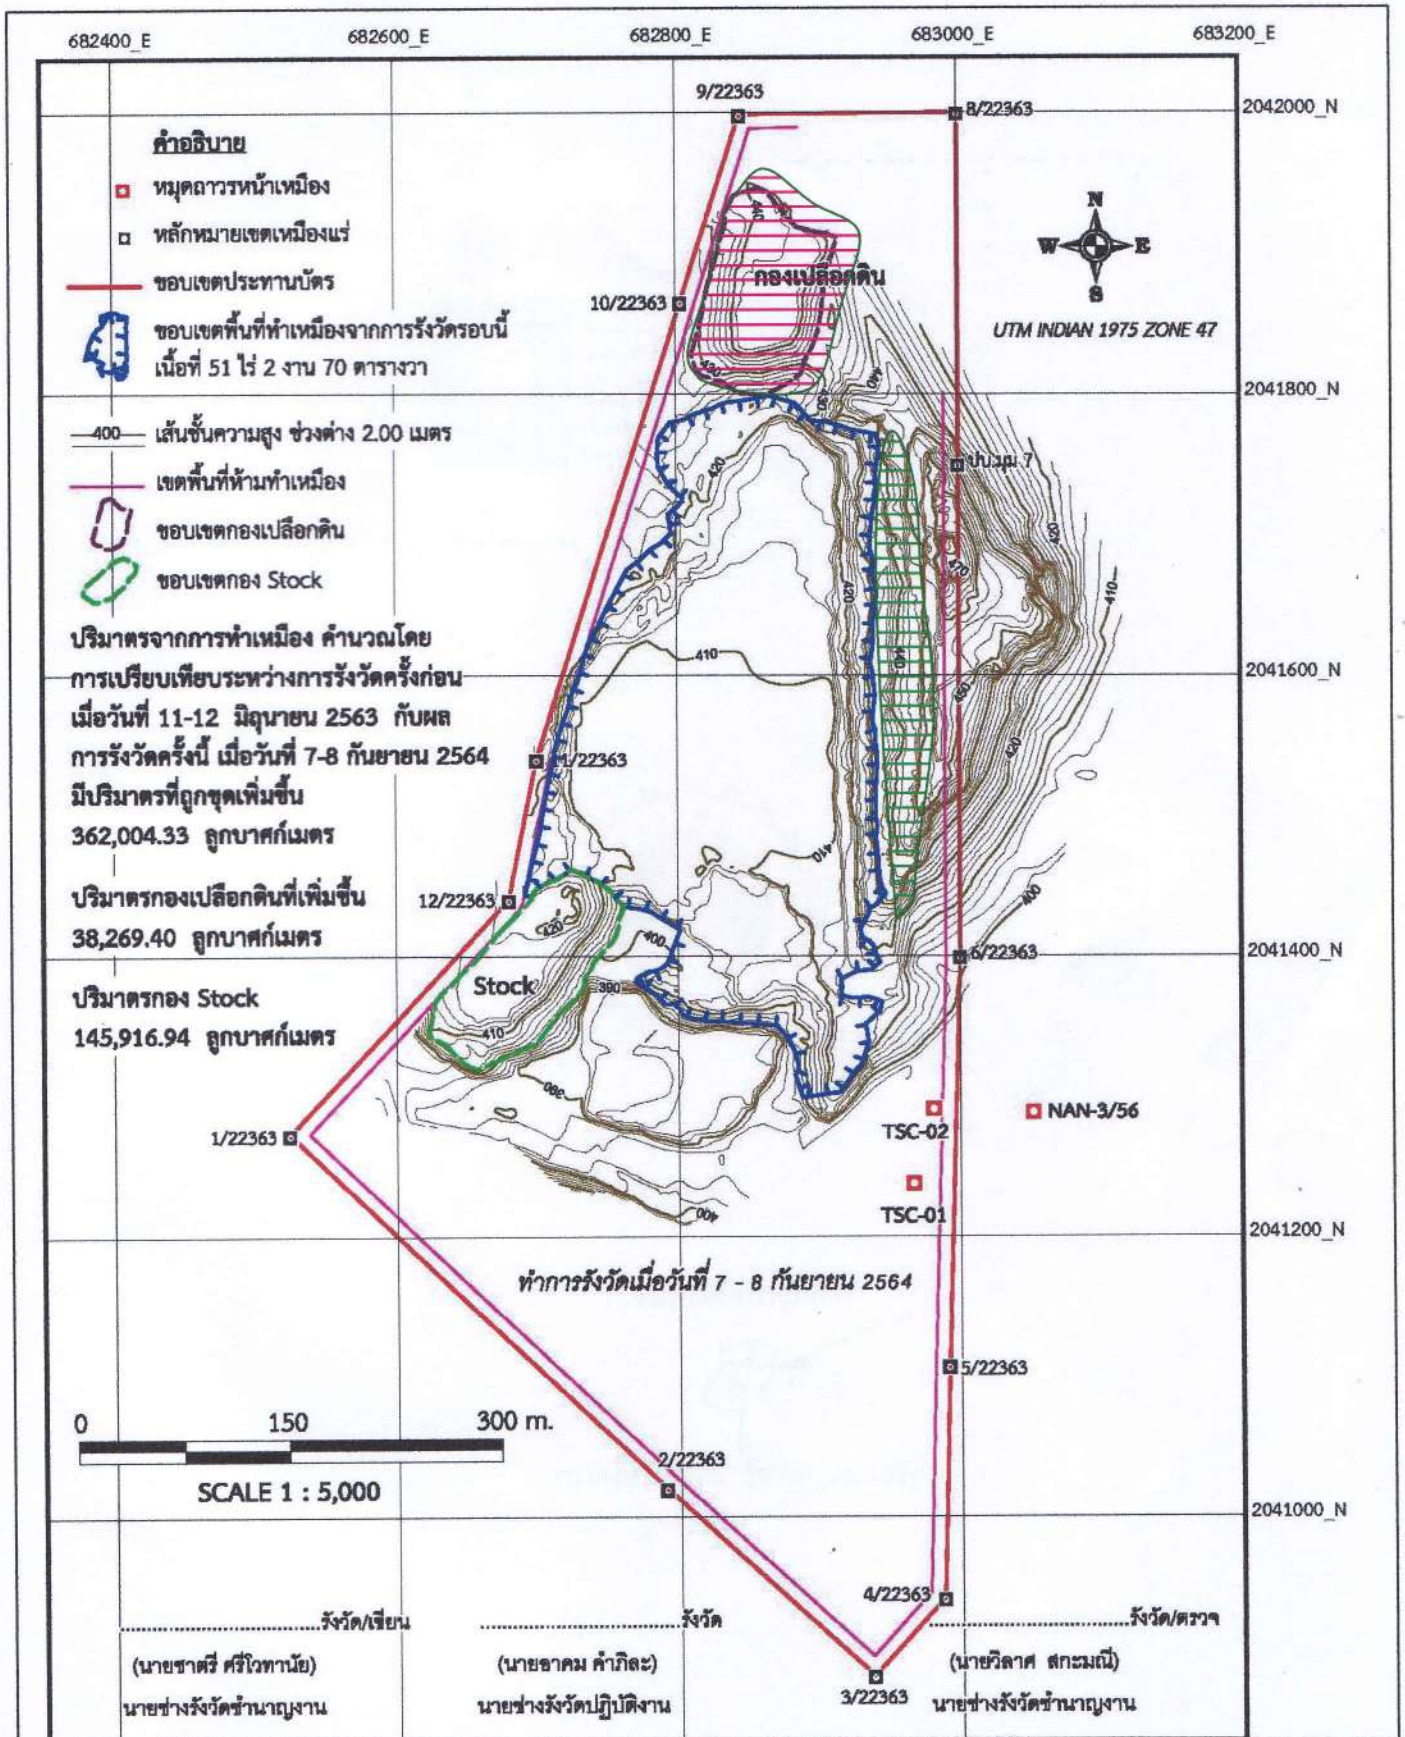 682400_E
682600_E
682800_E
683000_E
683200_E
9/22363
8/22363
2042000_N
คำอธิบาย
หมุดถาวรหน้าเหมือง
หลักหมายเขตเหมืองแร่
ขอบเขตประทานบัตร
ขอบเขตพื้นที่ทำเหมืองจากการรังวัดรอบนี้
เนื้อที่ 51 ไร่ 2 งาน 70 ตารางวา
400 เส้นชั้นความสูง ช่วงต่าง 2.00 เมตร
เขตพื้นที่ห้ามทำเหมือง
ขอบเขตกองเปลือกดิน
ขอบเขตกอง Stock
N
W E
S
UTM INDIAN 1975 ZONE 47
440
กองเปลือกดิน
10/22363
430
430
440
2041800_N
420
ปบ.มุม 7
420
470
420
410
440
450
410
2041600_N
420
ปริมาตรจากการทำเหมือง คำนวณโดย
การเปรียบเทียบระหว่างการรังวัดครั้งก่อน
เมื่อวันที่ 11-12 มิถุนายน 2563 กับผล
การรังวัดครั้งนี้ เมื่อวันที่ 7-8 กันยายน 2564
มีปริมาตรที่ถูกขุดเพิ่มขึ้น
362,004.33 ลูกบาศก์เมตร
1/22363
410
400
ปริมาตรกองเปลือกดินที่เพิ่มขึ้น
38,269.40 ลูกบาศก์เมตร
12/22363
420
400
6/22363
2041400_N
ปริมาตรกอง Stock
145,916.94 ลูกบาศก์เมตร
Stock
390
410
390
1/22363
TSC-02
NAN-3/56
TSC-01
400
2041200_N
ทำการรังวัดเมื่อวันที่ 7 - 8 กันยายน 2564
5/22363
0 150 300 m.
SCALE 1 : 5,000
2/22363
2041000_N
4/22363
3/22363
....................รังวัด/เขียน
(นายชาตรี ศรีโวทานัย)
นายช่างรังวัดชำนาญงาน
....................รังวัด
(นายอาคม คำภิละ)
นายช่างรังวัดปฏิบัติงาน
....................รังวัด/ตรวจ
(นายวิลาศ สกะมณี)
นายช่างรังวัดชำนาญงาน